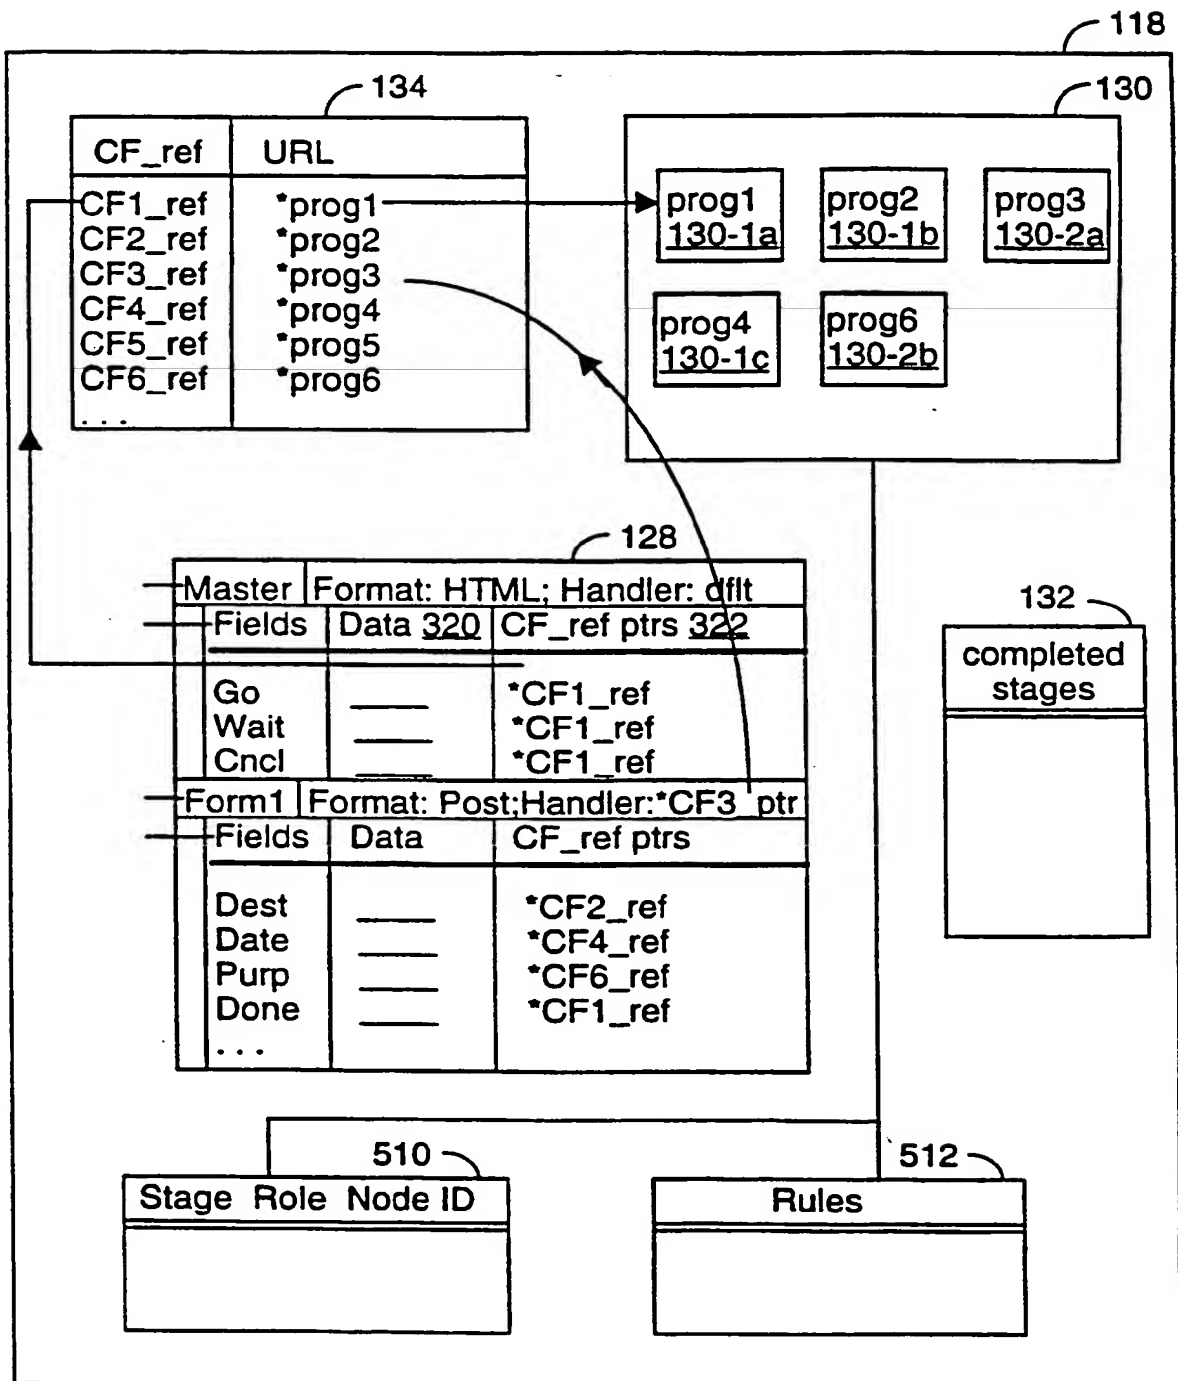 118
134
CF_ref URL
CF1_ref *prog1
CF2_ref *prog2
CF3_ref *prog3
CF4_ref *prog4
CF5_ref *prog5
CF6_ref *prog6
. . .
130
prog1 prog2 prog3
130-1a 130-1b 130-2a
prog4 prog6
130-1c 130-2b
128
Master Format: HTML; Handler: dflt
Fields Data 320 CF_ref ptrs 322
Go *CF1_ref
Wait *CF1_ref
Cncl *CF1_ref
Form1 Format: Post;Handler:*CF3_ptr
Fields Data CF_ref ptrs
Dest *CF2_ref
Date *CF4_ref
Purp *CF6_ref
Done *CF1_ref
. . .
132
completed
stages
510
Stage Role Node ID
512
Rules